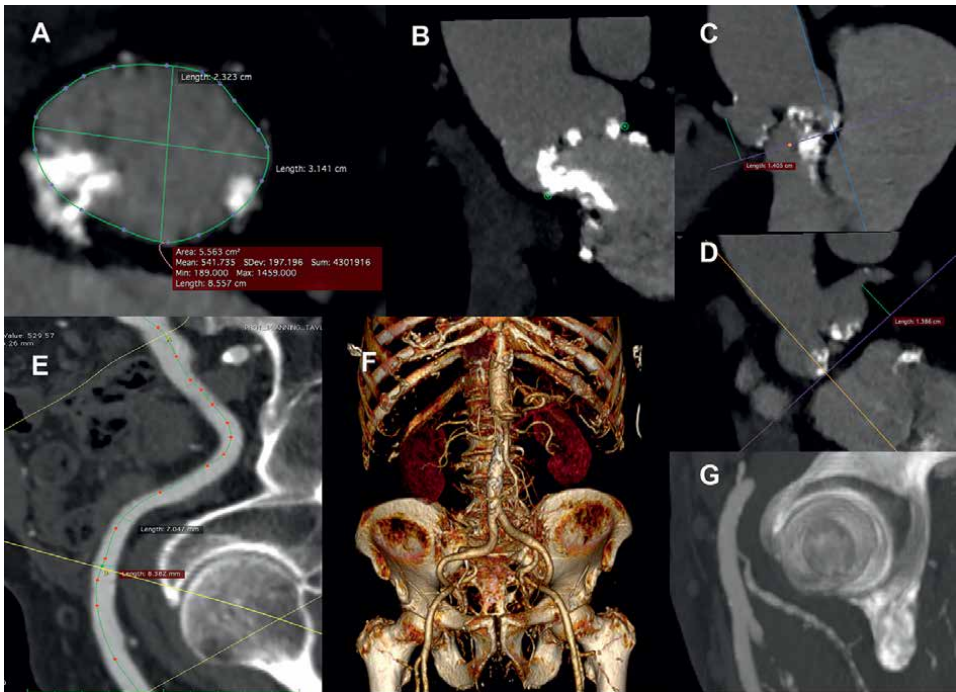 A
Length: 2.323 cm
Length: 3.141 cm
Area: 5.563 cm²
Mean: 541.735 SDev: 197.196 Sum: 4301916
Min: 189.000 Max: 1459.000
Length: 8.557 cm
B
C
Length: 1.405 cm
D
Length: 1.386 cm
E
Value: 529.57
Length: 7.047 mm
Length: 8.382 mm
F
G